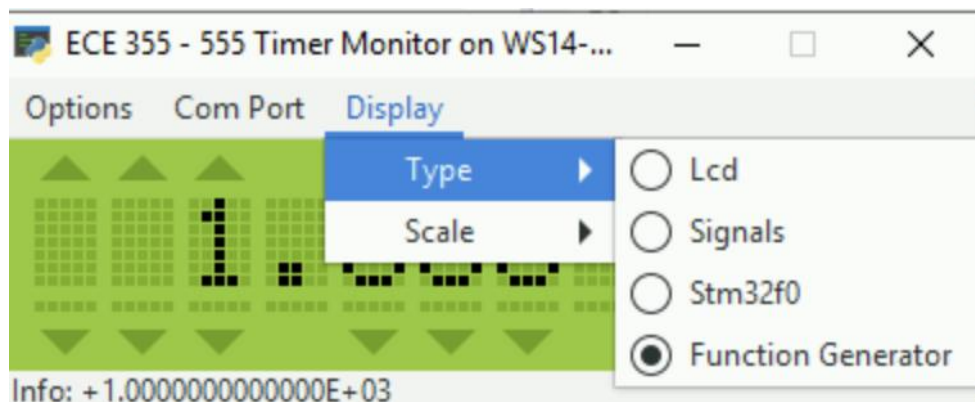 ECE 355 - 555 Timer Monitor on WS14-...
Options Com Port Display
Type
Scale
Lcd
Signals
Stm32f0
Function Generator
1.
Info: +1.0000000000000E+03